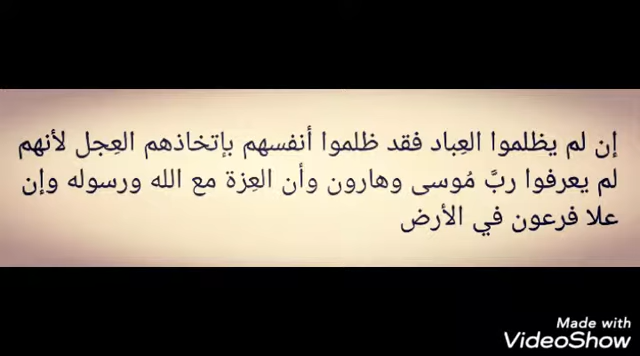 إن لم يظلموا العِباد فقد ظلموا أنفسهم بإتخاذهم العِجل لأنهم
لم يعرفوا ربَّ مُوسى وهارون وأن العِزة مع الله ورسوله وإن
علا فرعون في الأرض
Made with
VideoShow